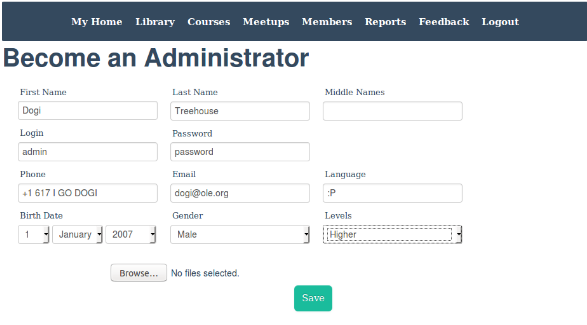 My Home Library Courses Meetups Members Reports Feedback Logout
Become an Administrator
First Name Last Name Middle Names
Dogi Treehouse
Login Password
admin password
Phone Email Language
+1 617 I GO DOGI dogi@ole.org :P
Birth Date Gender Levels
1 January 2007 Male Higher
Browse... No files selected.
Save